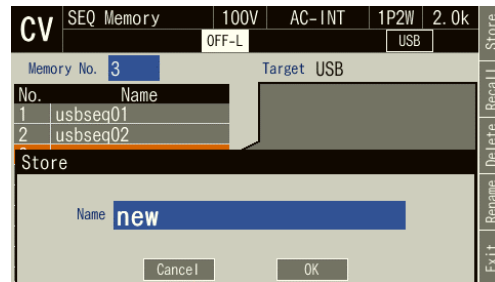 CV SEQ Memory 100V AC-INT 1P2W 2.0k
OFF-L USB
Memory No. 3 Target USB
No. Name
1 usbseq01
2 usbseq02
Store
Name new
Cancel OK
Store
Recall
Delete
Rename
Exit